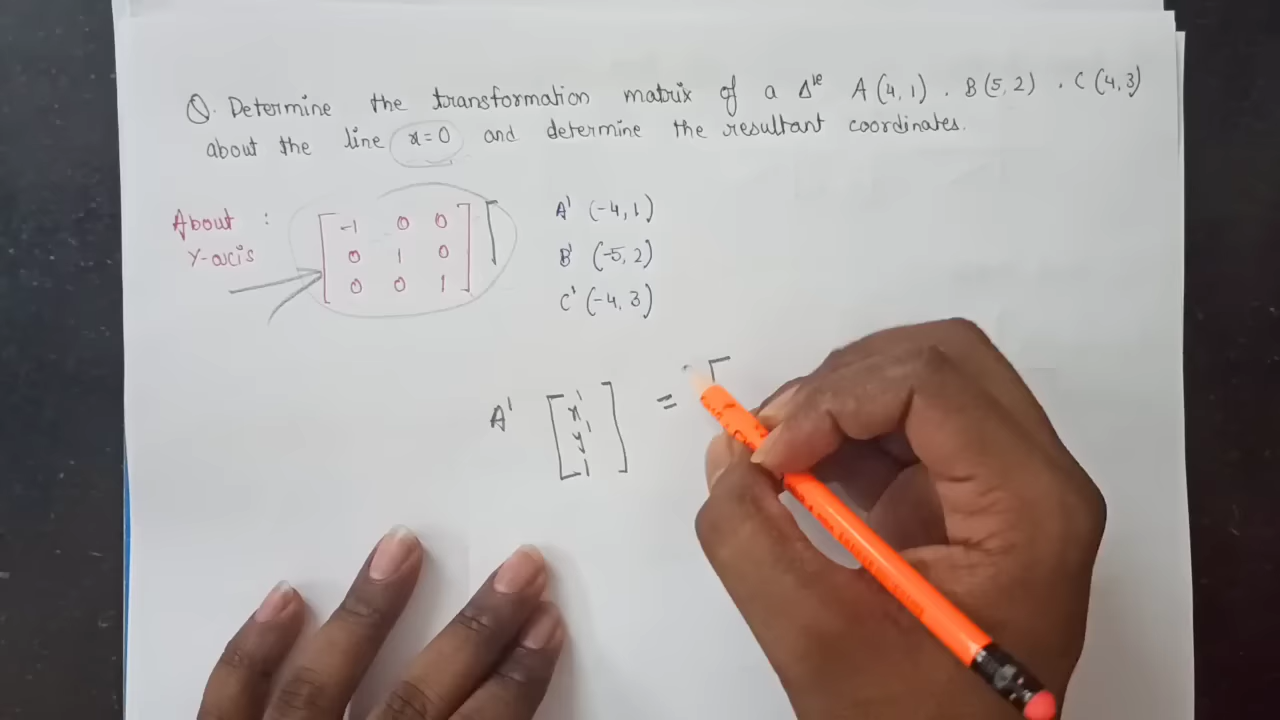 Q. Determine the transformation matrix of a Δle A (4,1) . B (5,2) . C (4,3)
about the line x=0 and determine the resultant coordinates.
About :
Y-axis
-1 0 0
0 1 0
0 0 1
A' (-4,1)
B' (-5,2)
C' (-4,3)
A' [x' y' 1] =